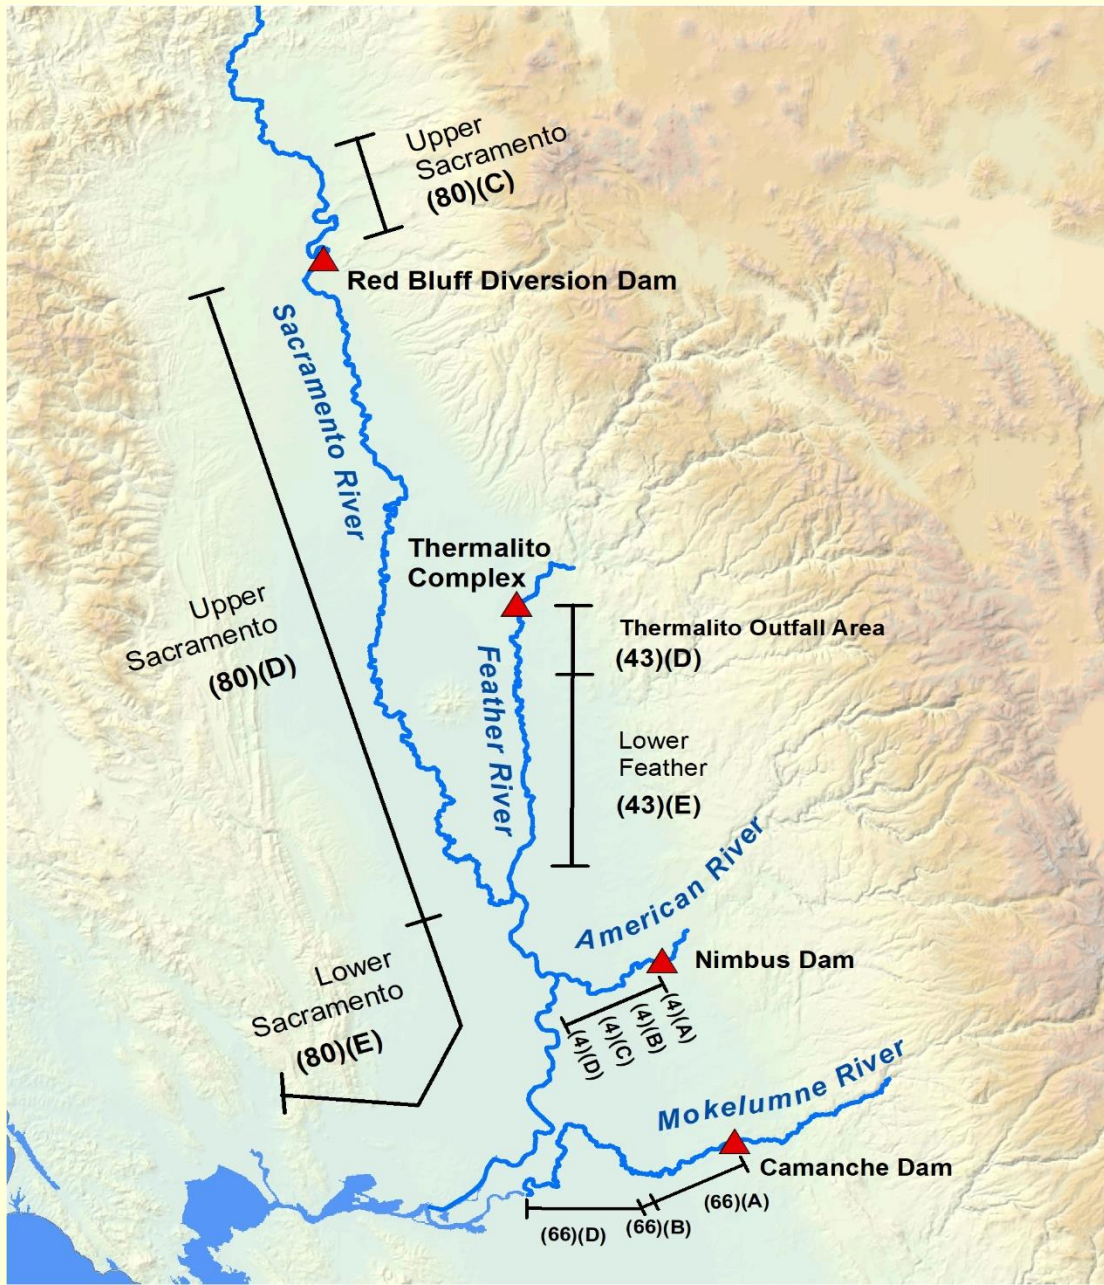 Upper
Sacramento
(80)(C)
Red Bluff Diversion Dam
Sacramento River
Thermalito
Complex
Thermalito Outfall Area
(43)(D)
Upper
Sacramento
(80)(D)
Feather River
Lower
Feather
(43)(E)
American River
Nimbus Dam
Lower
Sacramento
(80)(E)
(4)(A)
(4)(B)
(4)(C)
(4)(D)
Mokelumne River
Camanche Dam
(66)(A)
(66)(B)
(66)(D)